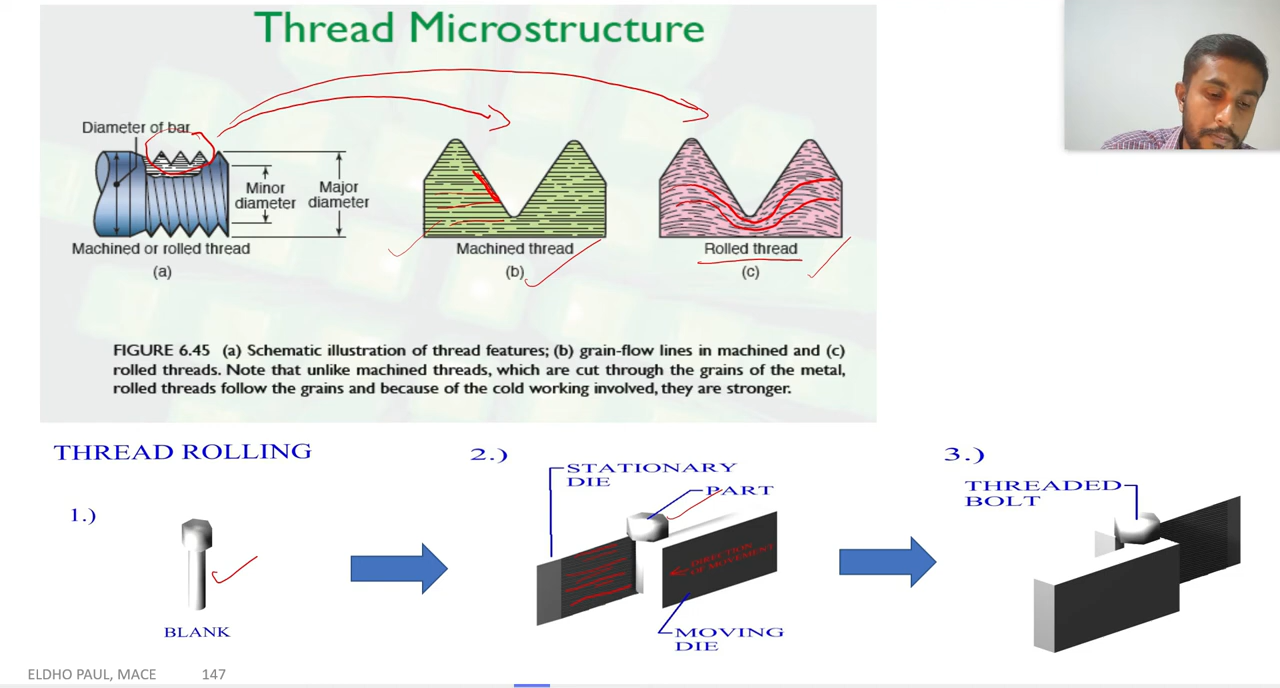 Thread Microstructure
Diameter of bar
Minor
diameter
Major
diameter
Machined or rolled thread
(a)
Machined thread
(b)
Rolled thread
(c)
FIGURE 6.45 (a) Schematic illustration of thread features; (b) grain-flow lines in machined and (c)
rolled threads. Note that unlike machined threads, which are cut through the grains of the metal,
rolled threads follow the grains and because of the cold working involved, they are stronger.
THREAD ROLLING
1.)
BLANK
2.)
STATIONARY
DIE
PART
DIRECTION
OF MOVEMENT
MOVING
DIE
3.)
THREADED
BOLT
ELDHO PAUL, MACE
147